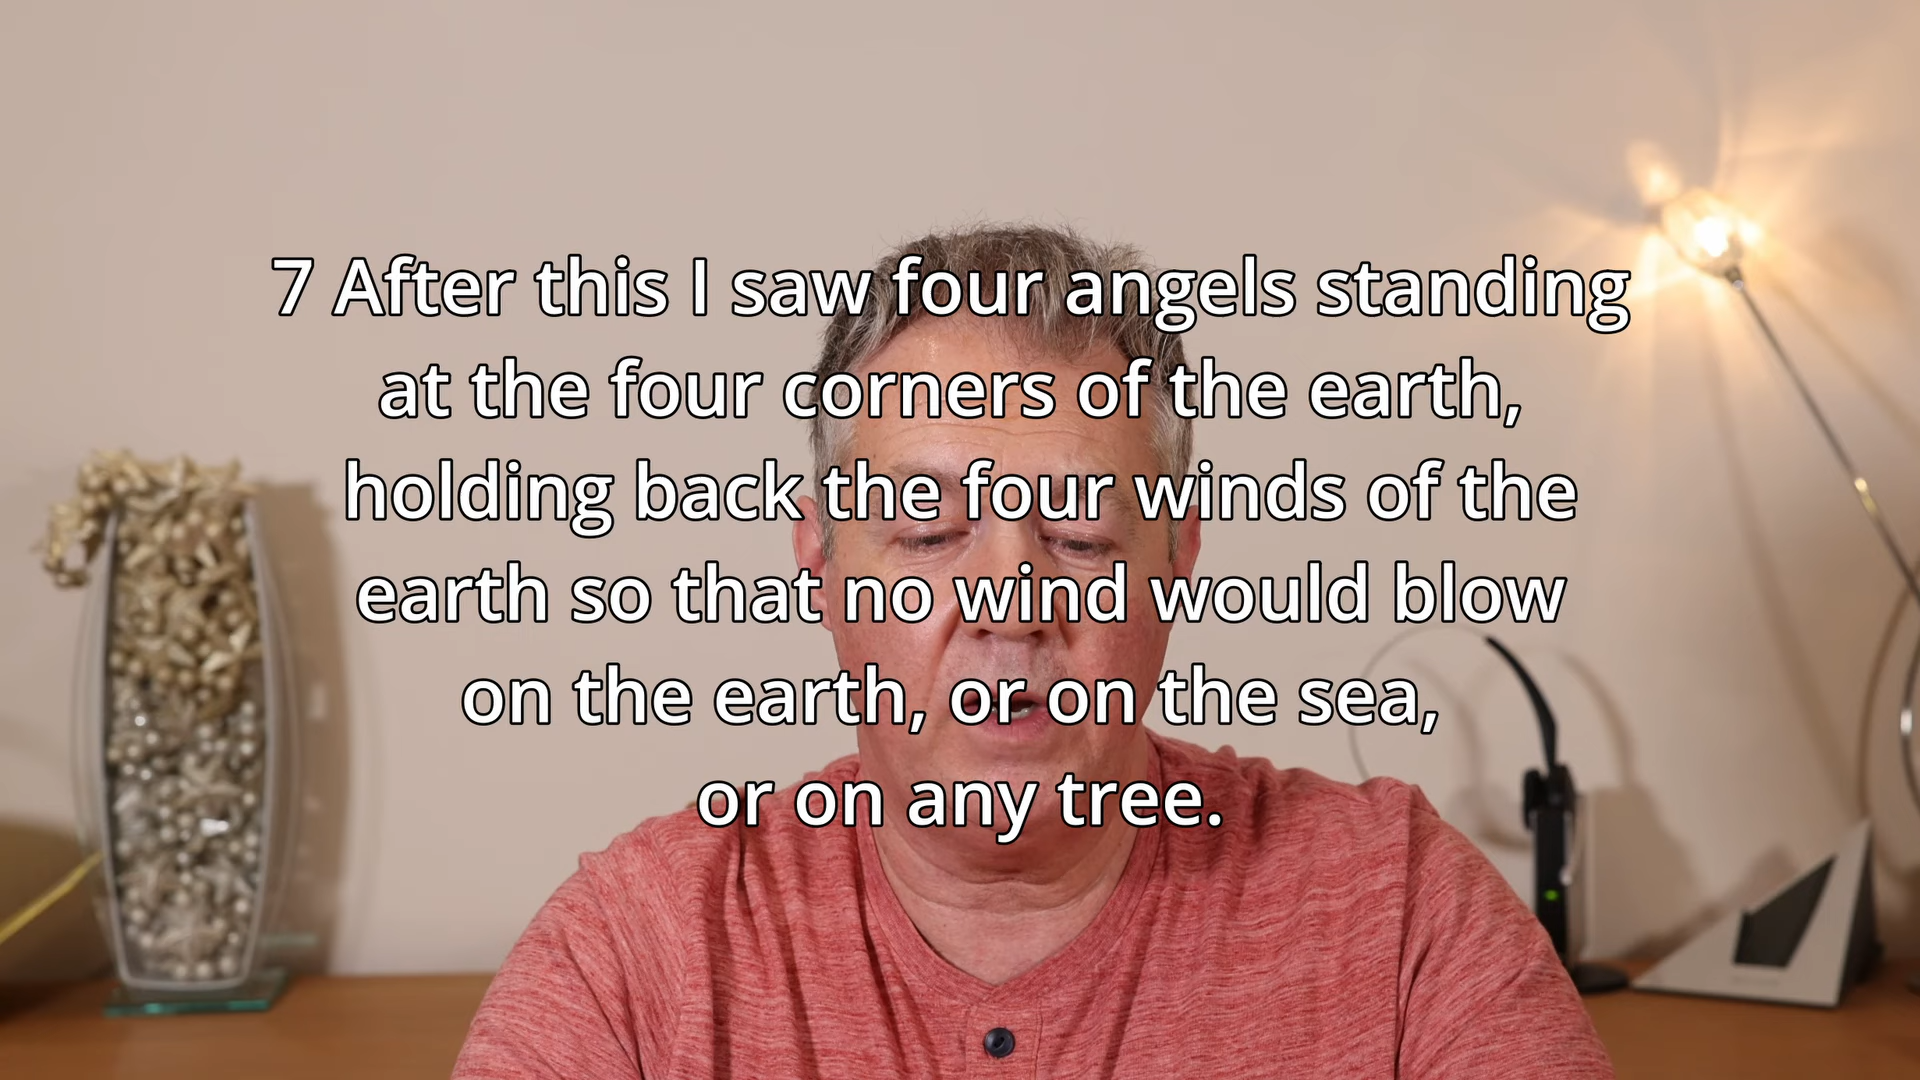 7 After this I saw four angels standing
at the four corners of the earth,
holding back the four winds of the
earth so that no wind would blow
on the earth, or on the sea,
or on any tree.